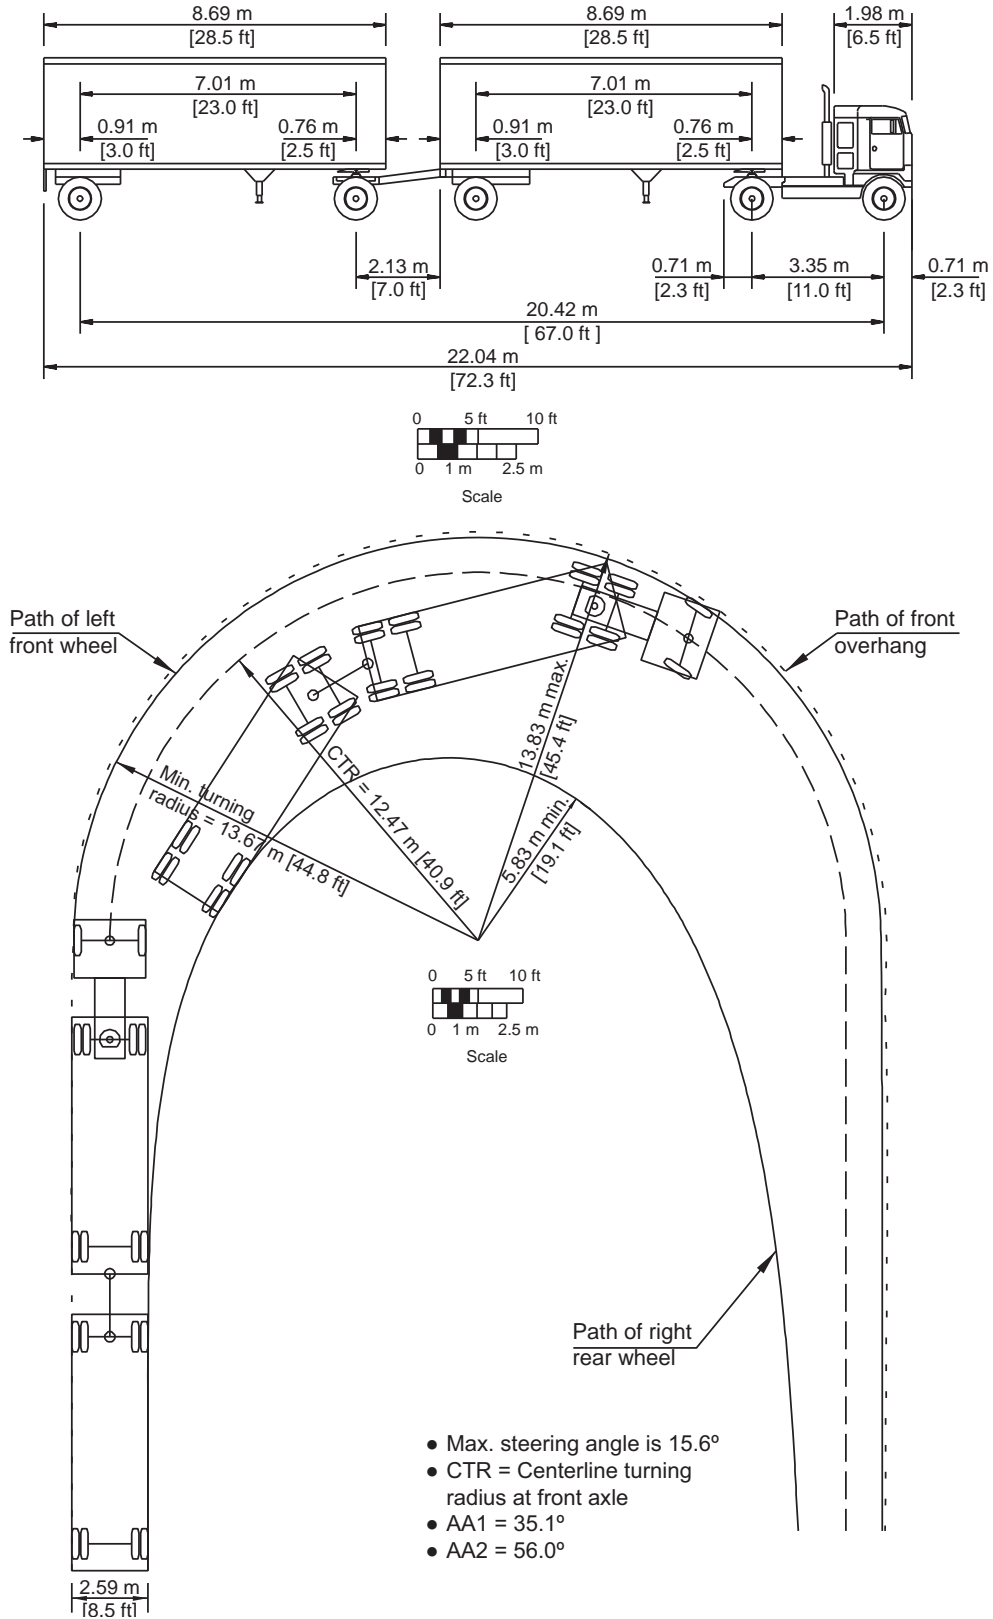 8.69 m
[28.5 ft]
8.69 m
[28.5 ft]
1.98 m
[6.5 ft]
7.01 m
[23.0 ft]
7.01 m
[23.0 ft]
0.91 m
[3.0 ft]
0.76 m
[2.5 ft]
0.91 m
[3.0 ft]
0.76 m
[2.5 ft]
2.13 m
[7.0 ft]
0.71 m
[2.3 ft]
3.35 m
[11.0 ft]
0.71 m
[2.3 ft]
20.42 m
[ 67.0 ft ]
22.04 m
[72.3 ft]
0 5 ft 10 ft
0 1 m 2.5 m
Scale
Path of left
front wheel
Path of front
overhang
13.83 m max.
[45.4 ft]
Min. turning
radius = 13.67 m [44.8 ft]
CTR = 12.47 m [40.9 ft]
5.83 m min.
[19.1 ft]
0 5 ft 10 ft
0 1 m 2.5 m
Scale
Path of right
rear wheel
● Max. steering angle is 15.6º
● CTR = Centerline turning
radius at front axle
● AA1 = 35.1º
● AA2 = 56.0º
2.59 m
[8.5 ft]